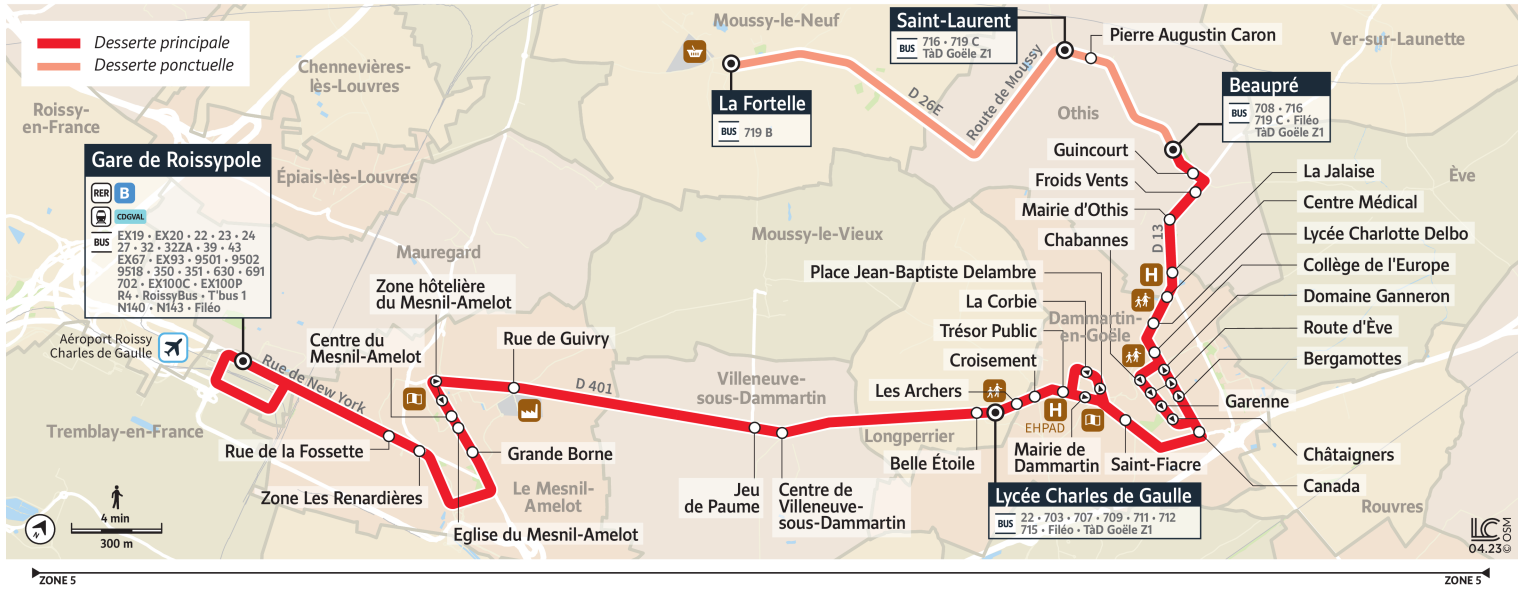 Desserte principale
Desserte ponctuelle
Roissy-
en-France
Chennevières-
lès-Louvres
Épiais-lès-Louvres
Moussy-le-Neuf
La Fortelle
BUS
719 B
D 26E
Route de Moussy
Saint-Laurent
BUS
716 • 719 C
TàD Goële Z1
Pierre Augustin Caron
Ver-sur-Launette
Othis
Beaupré
BUS
708 • 716
719 C • Filéo
TàD Goële Z1
Ève
Guincourt
Froids Vents
Mairie d'Othis
D 13
Chabannes
Place Jean-Baptiste Delambre
La Corbie
Trésor Public
Croisement
Les Archers
La Jalaise
Centre Médical
Lycée Charlotte Delbo
Collège de l'Europe
Domaine Ganneron
Route d'Ève
Bergamottes
Garenne
Châtaigners
Canada
Rouvres
H
Dammartin-
en-Goële
Moussy-le-Vieux
Gare de Roissypole
RER
B
CDGVAL
BUS
EX19 • EX20 • 22 • 23 • 24
27 • 32 • 32ZA • 39 • 43
EX67 • EX93 • 9501 • 9502
9518 • 350 • 351 • 630 • 691
702 • EX100C • EX100P
R4 • RoissyBus • T'bus 1
N140 • N143 • Filéo
Aéroport Roissy
Charles de Gaulle
Rue de New York
Tremblay-en-France
Mauregard
Zone hôtelière
du Mesnil-Amelot
Centre du
Mesnil-Amelot
Rue de Guivry
D 401
Rue de la Fossette
Zone Les Renardières
Grande Borne
Le Mesnil-
Amelot
Eglise du Mesnil-Amelot
Villeneuve-
sous-Dammartin
Jeu
de Paume
Centre de
Villeneuve-
sous-Dammartin
Longperrier
Belle Étoile
Lycée Charles de Gaulle
BUS
22 • 703 • 707 • 709 • 711 • 712
715 • Filéo • TàD Goële Z1
H
EHPAD
Mairie de
Dammartin
Saint-Fiacre
N
4 min
300 m
LC
04.23 © OSM
ZONE 5
ZONE 5